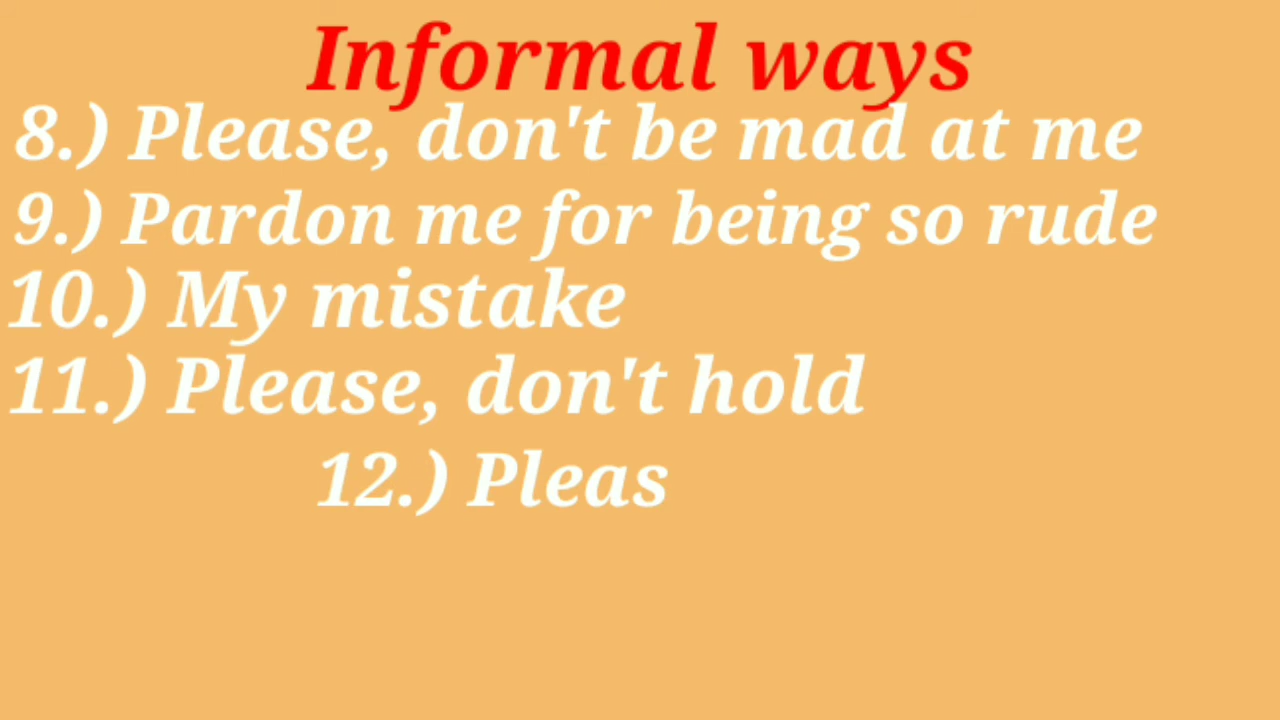 Informal ways
8.) Please, don't be mad at me
9.) Pardon me for being so rude
10.) My mistake
11.) Please, don't hold
12.) Pleas